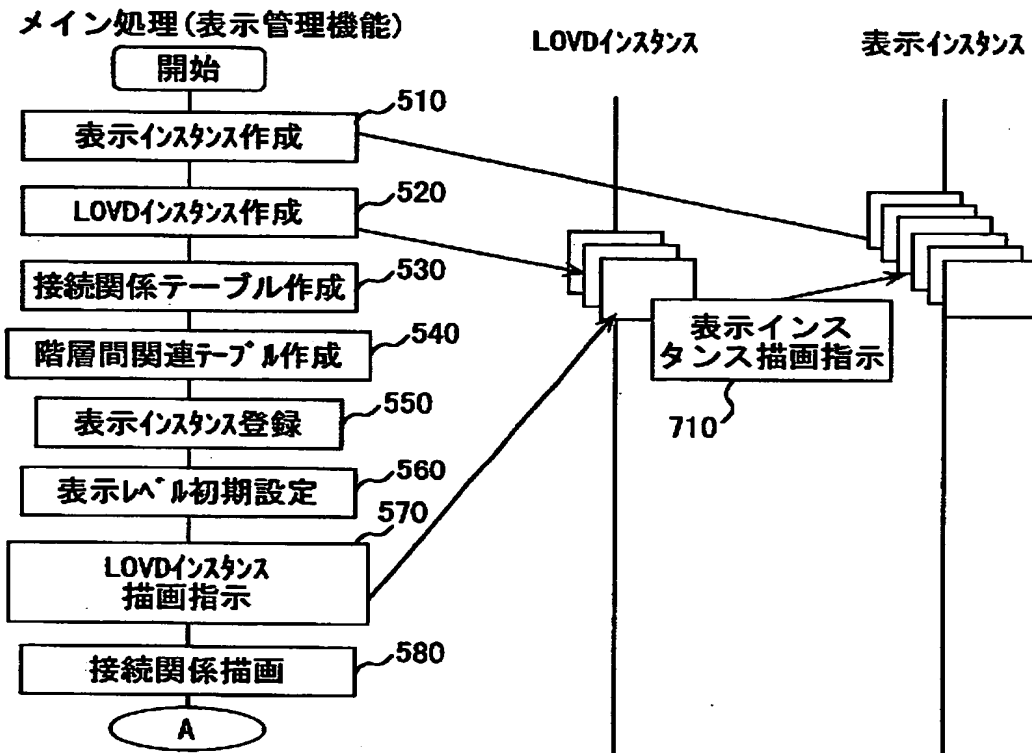 メイン処理(表示管理機能)
LOVDインスタンス
表示インスタンス
開始
510
表示インスタンス作成
520
LOVDインスタンス作成
530
接続関係テーブル作成
540
階層間関連テーブル作成
550
表示インスタンス登録
560
表示レベル初期設定
570
LOVDインスタンス
描画指示
580
接続関係描画
A
表示インス
タンス描画指示
710